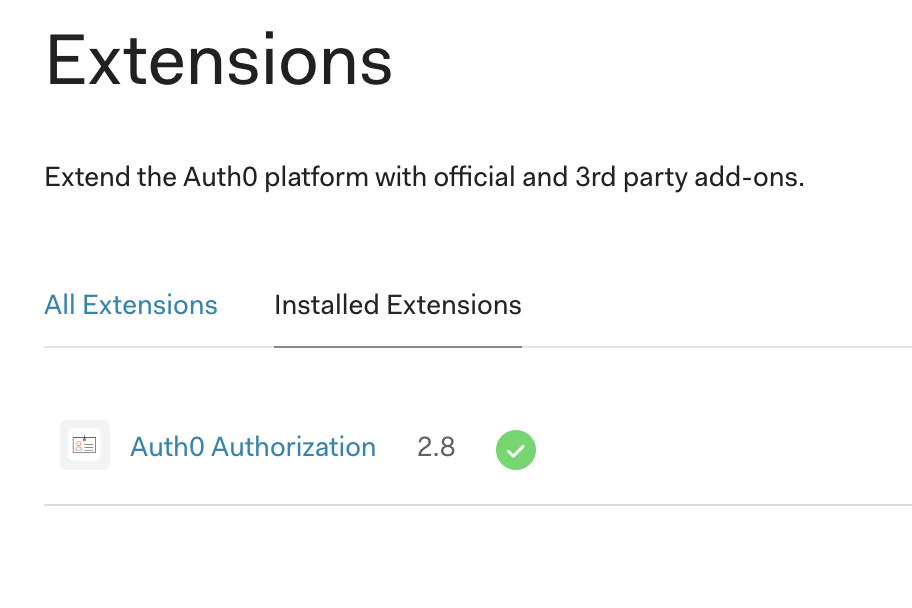 Extensions
Extend the Auth0 platform with official and 3rd party add-ons.
All Extensions Installed Extensions
Auth0 Authorization 2.8